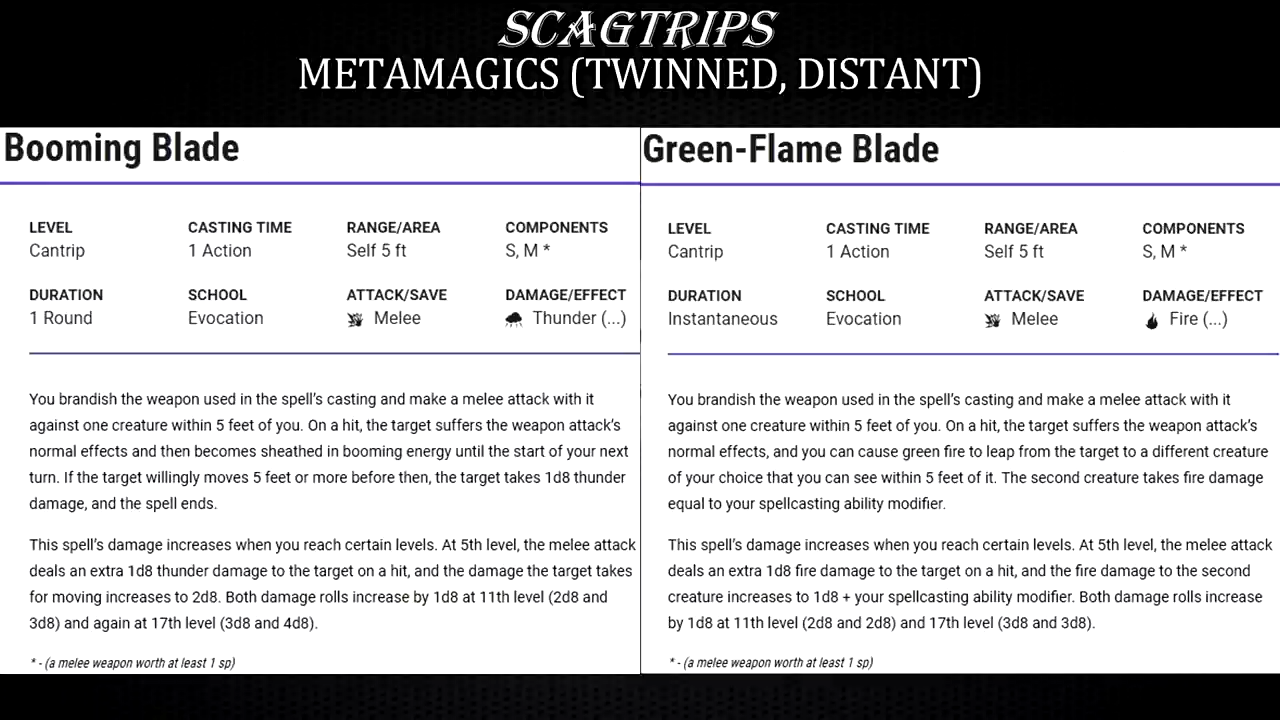 SCAGTRIPS
METAMAGICS (TWINNED, DISTANT)
Booming Blade
LEVEL CASTING TIME RANGE/AREA COMPONENTS
Cantrip 1 Action Self 5 ft S, M *
DURATION SCHOOL ATTACK/SAVE DAMAGE/EFFECT
1 Round Evocation Melee Thunder (...)
You brandish the weapon used in the spell’s casting and make a melee attack with it
against one creature within 5 feet of you. On a hit, the target suffers the weapon attack’s
normal effects and then becomes sheathed in booming energy until the start of your next
turn. If the target willingly moves 5 feet or more before then, the target takes 1d8 thunder
damage, and the spell ends.
This spell’s damage increases when you reach certain levels. At 5th level, the melee attack
deals an extra 1d8 thunder damage to the target on a hit, and the damage the target takes
for moving increases to 2d8. Both damage rolls increase by 1d8 at 11th level (2d8 and
3d8) and again at 17th level (3d8 and 4d8).
* - (a melee weapon worth at least 1 sp)
Green-Flame Blade
LEVEL CASTING TIME RANGE/AREA COMPONENTS
Cantrip 1 Action Self 5 ft S, M *
DURATION SCHOOL ATTACK/SAVE DAMAGE/EFFECT
Instantaneous Evocation Melee Fire (...)
You brandish the weapon used in the spell’s casting and make a melee attack with it
against one creature within 5 feet of you. On a hit, the target suffers the weapon attack’s
normal effects, and you can cause green fire to leap from the target to a different creature
of your choice that you can see within 5 feet of it. The second creature takes fire damage
equal to your spellcasting ability modifier.
This spell’s damage increases when you reach certain levels. At 5th level, the melee attack
deals an extra 1d8 fire damage to the target on a hit, and the fire damage to the second
creature increases to 1d8 + your spellcasting ability modifier. Both damage rolls increase
by 1d8 at 11th level (2d8 and 2d8) and 17th level (3d8 and 3d8).
* - (a melee weapon worth at least 1 sp)